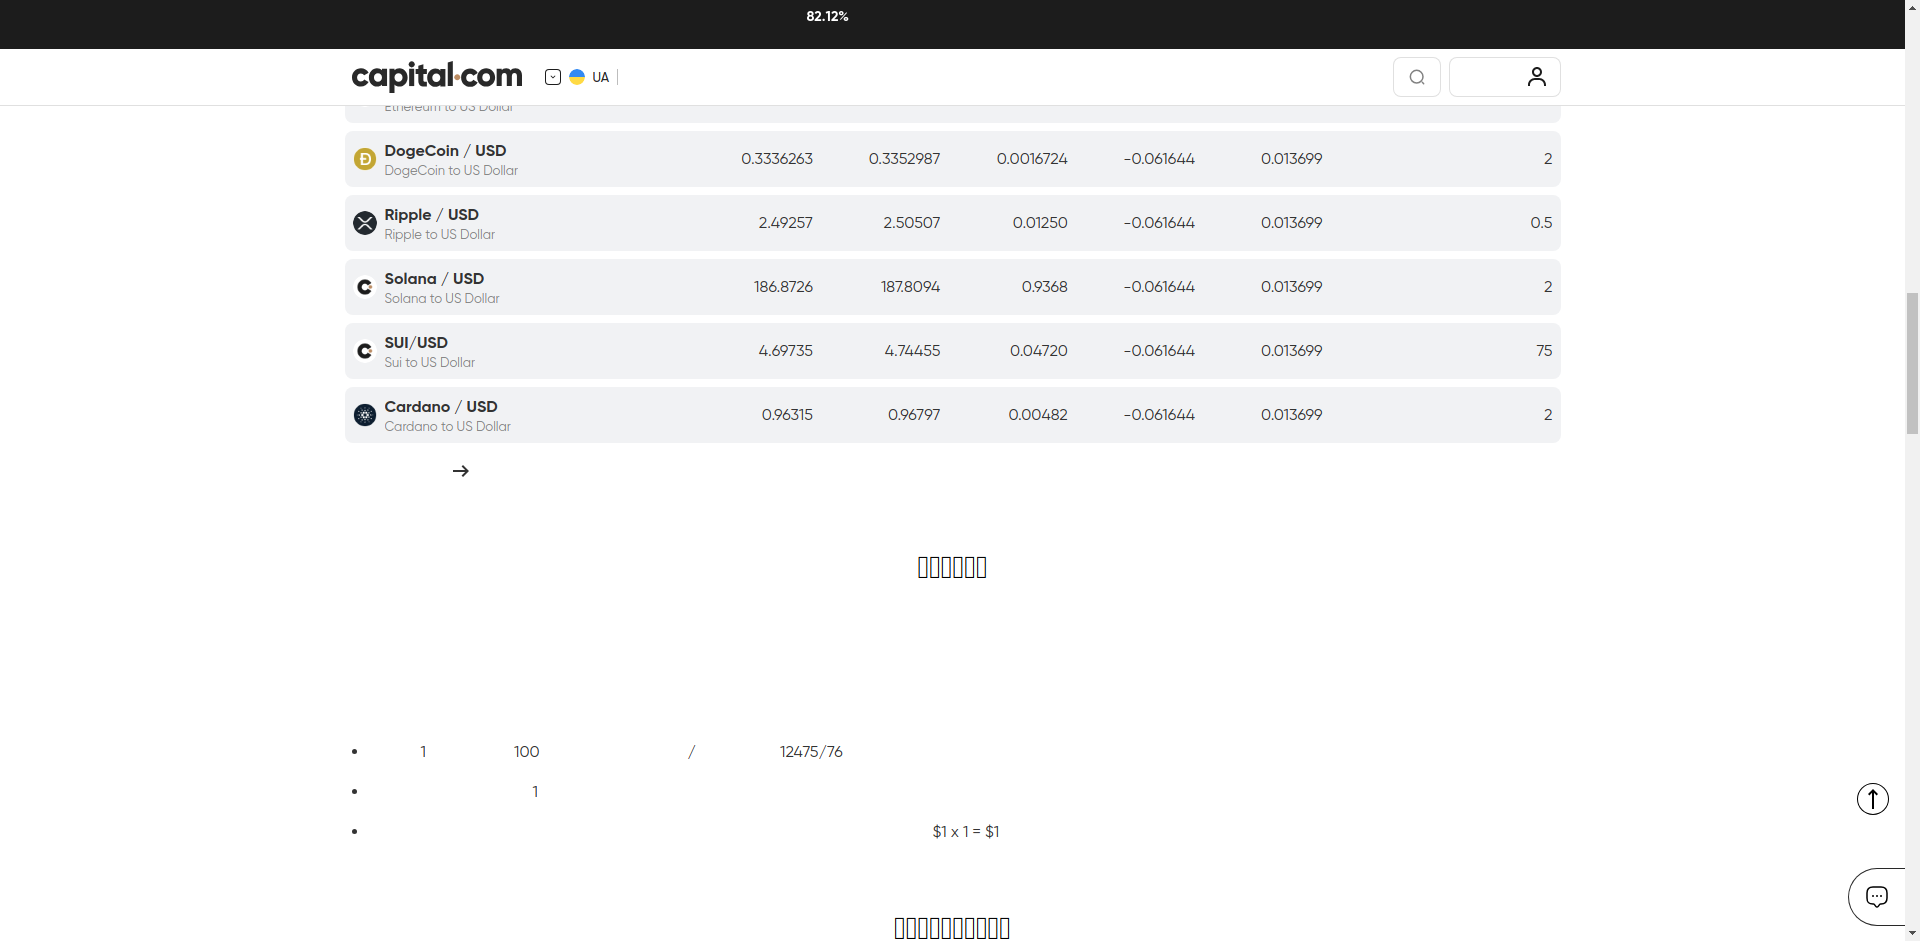 82.12%
capital.com UA
Ethereum to US Dollar
DogeCoin / USD
DogeCoin to US Dollar
0.3336263 0.3352987 0.0016724 -0.061644 0.013699 2
Ripple / USD
Ripple to US Dollar
2.49257 2.50507 0.01250 -0.061644 0.013699 0.5
Solana / USD
Solana to US Dollar
186.8726 187.8094 0.9368 -0.061644 0.013699 2
SUI/USD
Sui to US Dollar
4.69735 4.74455 0.04720 -0.061644 0.013699 75
Cardano / USD
Cardano to US Dollar
0.96315 0.96797 0.00482 -0.061644 0.013699 2
1 100 / 12475/76
1
$1 x 1 = $1